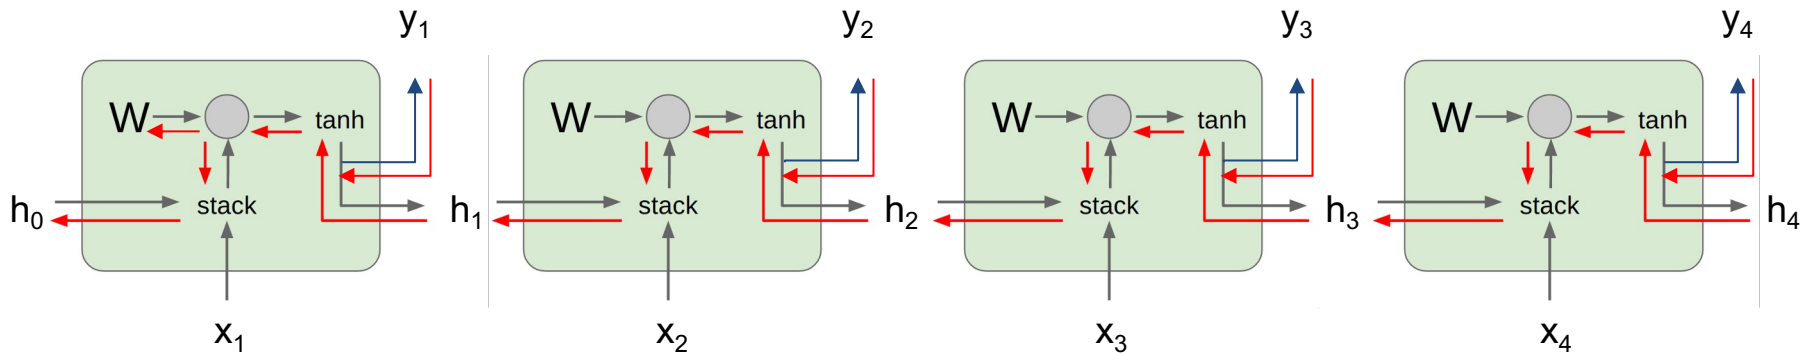 y1 y2 y3 y4
W tanh W tanh W tanh W tanh
h0 stack h1 stack h2 stack h3 stack h4
x1 x2 x3 x4